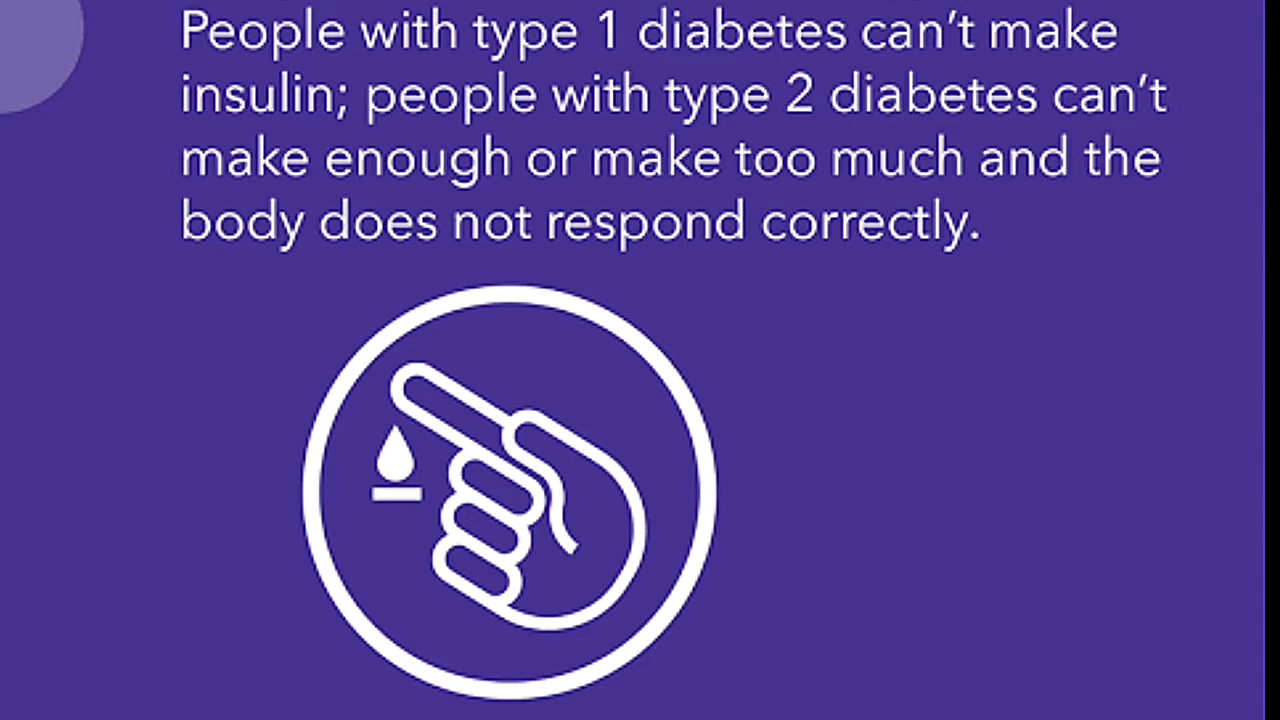 People with type 1 diabetes can’t make
insulin; people with type 2 diabetes can’t
make enough or make too much and the
body does not respond correctly.